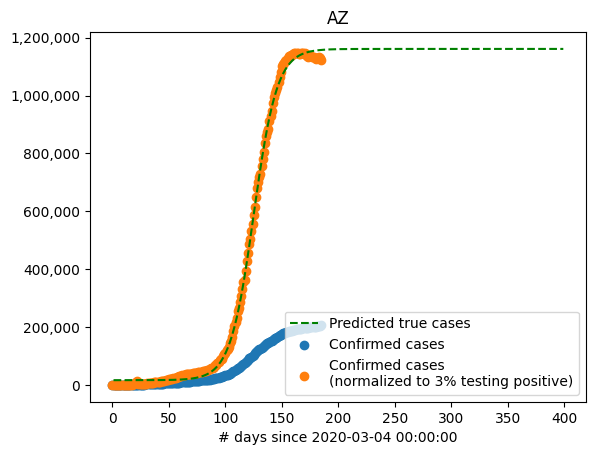 AZ
1,200,000
1,000,000
800,000
600,000
400,000
200,000
0
Predicted true cases
Confirmed cases
Confirmed cases
(normalized to 3% testing positive)
0 50 100 150 200 250 300 350 400
# days since 2020-03-04 00:00:00